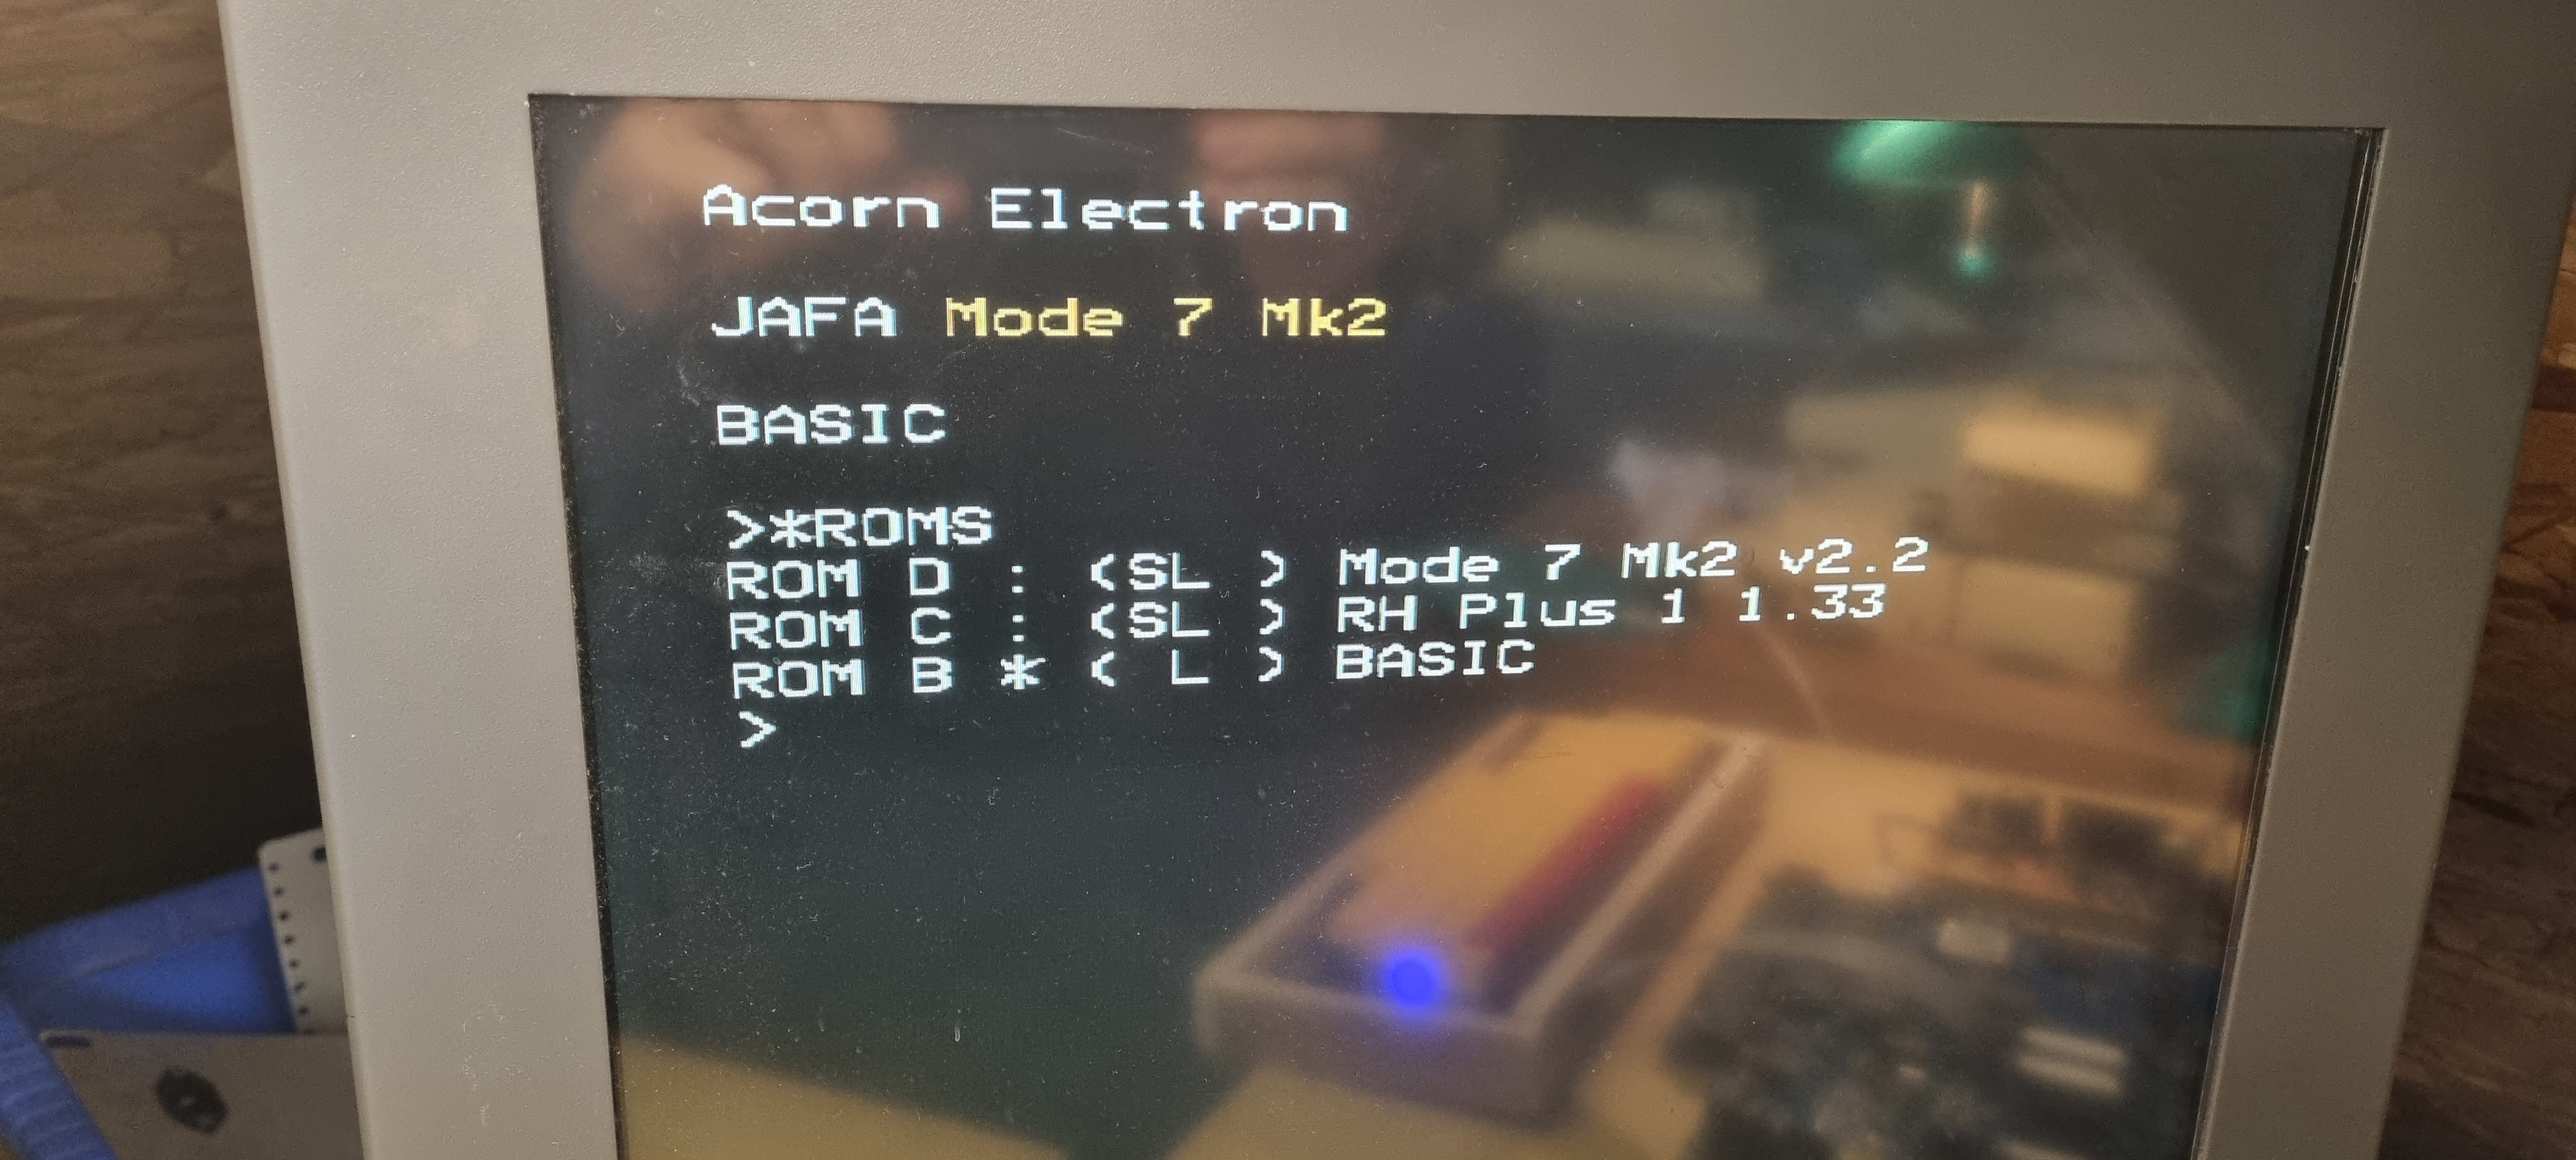 Acorn Electron
JAFA Mode 7 Mk2
BASIC
>*ROMS
ROM D : (SL ) Mode 7 Mk2 v2.2
ROM C : (SL ) RH Plus 1 1.33
ROM B * ( L ) BASIC
>